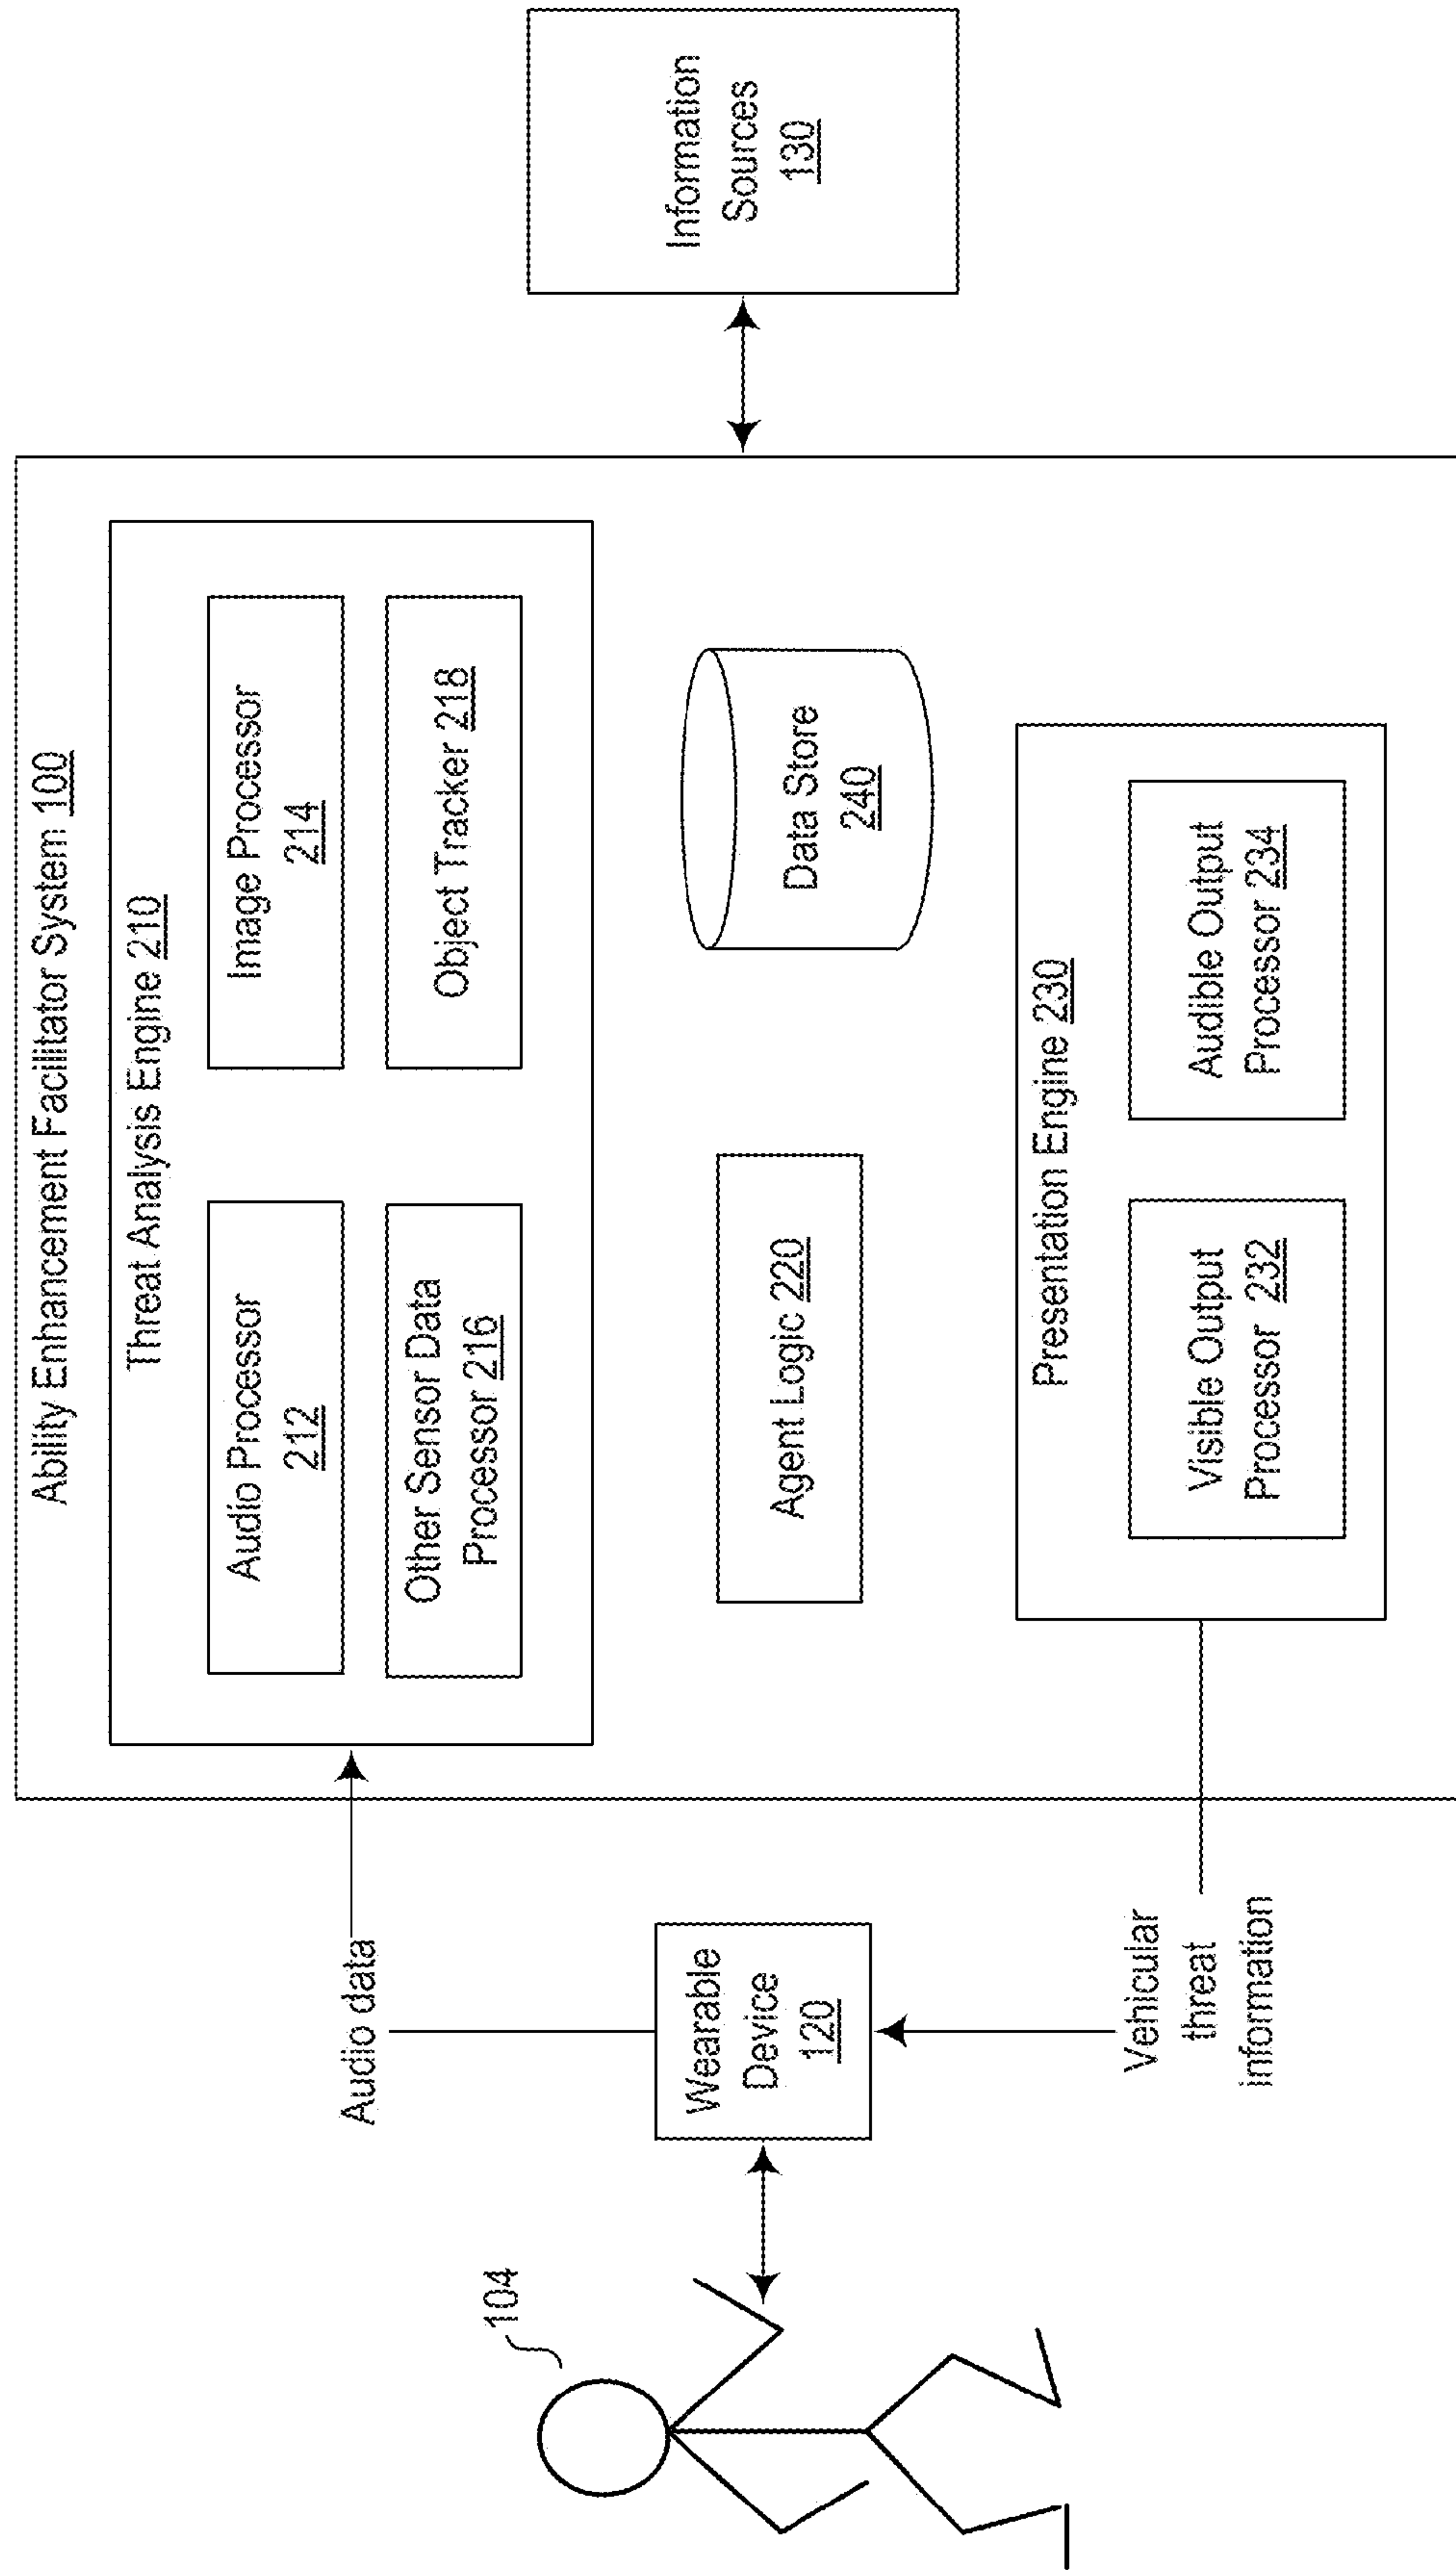 Ability Enhancement Facilitator System 100
Threat Analysis Engine 210
Audio Processor
212
Image Processor
214
Other Sensor Data
Processor 216
Object Tracker 218
Agent Logic 220
Data Store
240
Presentation Engine 230
Visible Output
Processor 232
Audible Output
Processor 234
Information
Sources
130
104
Audio data
Wearable
Device
120
Vehicular
threat
information